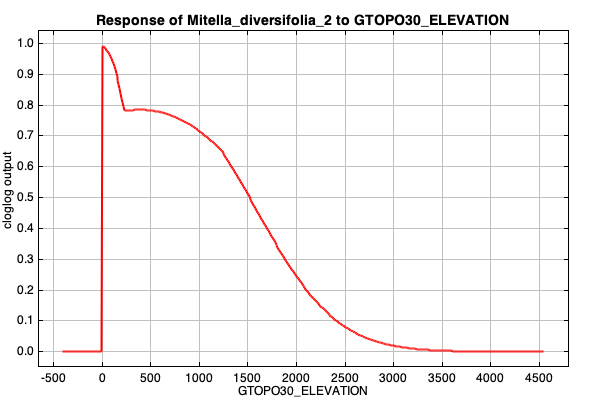 Response of Mitella_diversifolia_2 to GTOPO30_ELEVATION
cloglog output
1.0
0.9
0.8
0.7
0.6
0.5
0.4
0.3
0.2
0.1
0.0
-500 0 500 1000 1500 2000 2500 3000 3500 4000 4500
GTOPO30_ELEVATION